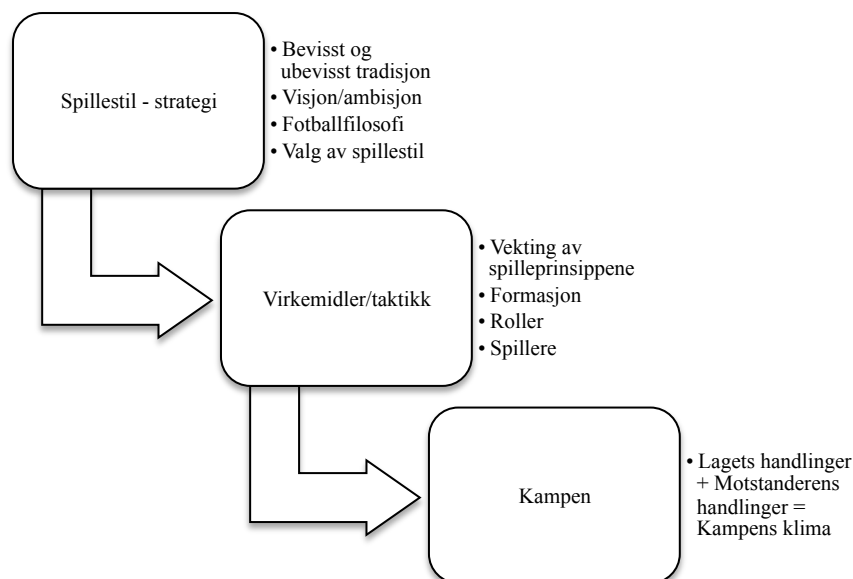 Spillestil - strategi
• Bevisst og
ubevisst tradisjon
• Visjon/ambisjon
• Fotballfilosofi
• Valg av spillestil
Virkemidler/taktikk
• Vekting av
spilleprinsippene
• Formasjon
• Roller
• Spillere
Kampen
• Lagets handlinger
+ Motstanderens
handlinger =
Kampens klima